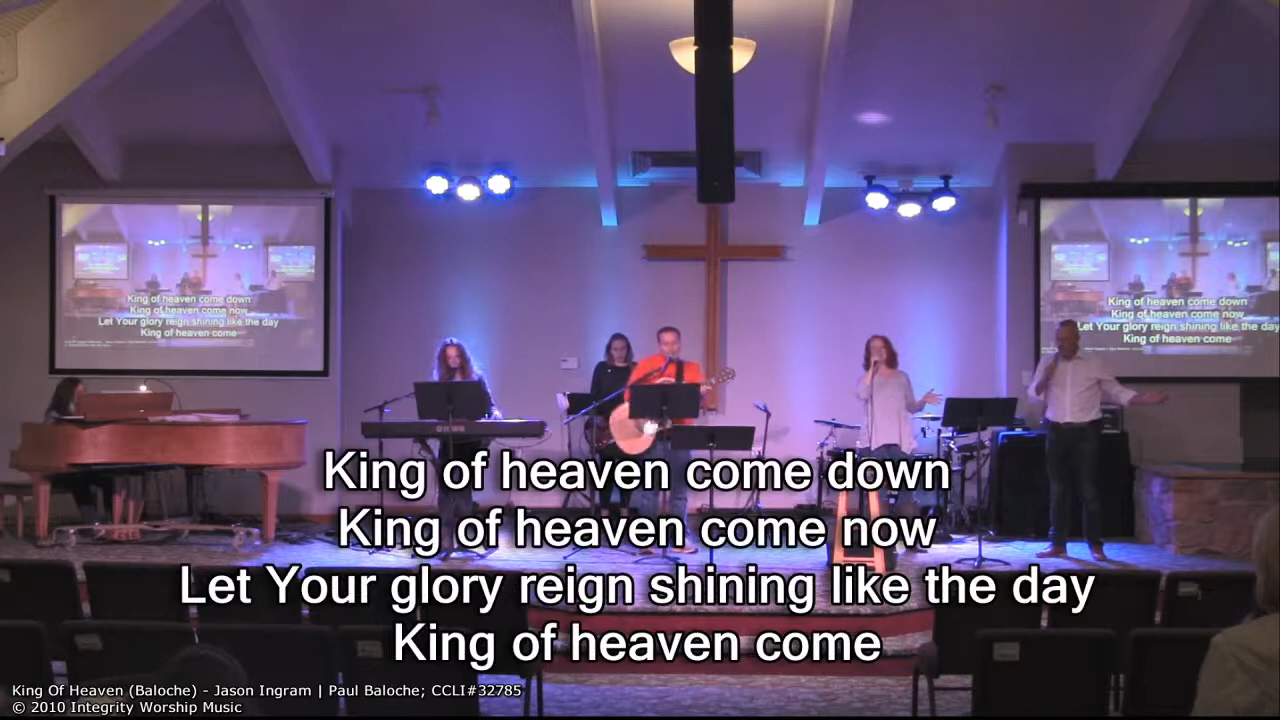 King of heaven come down
King of heaven come now
Let Your glory reign shining like the day
King of heaven come
King of heaven come down
King of heaven come now
Let Your glory reign shining like the day
King of heaven come
King of heaven come down
King of heaven come now
Let Your glory reign shining like the day
King of heaven come
King Of Heaven (Baloche) - Jason Ingram | Paul Baloche; CCLI#32785
© 2010 Integrity Worship Music